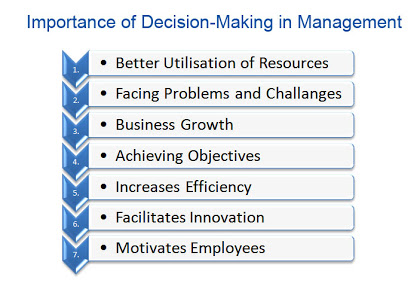 Importance of Decision-Making in Management
1. • Better Utilisation of Resources
2. • Facing Problems and Challanges
3. • Business Growth
4. • Achieving Objectives
5. • Increases Efficiency
6. • Facilitates Innovation
7. • Motivates Employees